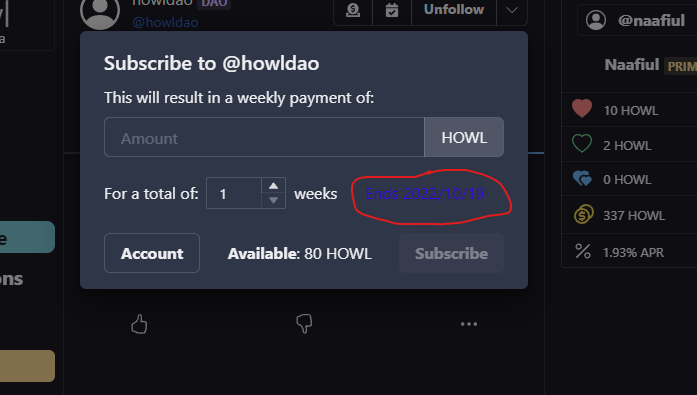 howldao DAO
@howldao
Unfollow
@naafiul
Naafiul PRIM
10 HOWL
2 HOWL
0 HOWL
337 HOWL
1.93% APR
Subscribe to @howldao
This will result in a weekly payment of:
Amount HOWL
For a total of: 1 weeks Ends 2022/10/18
Account Available: 80 HOWL Subscribe
a
e
ons